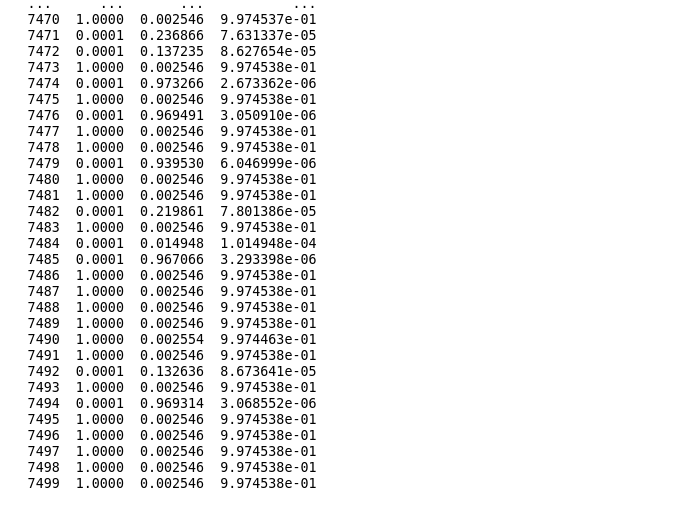 ... ... ... ...
7470 1.0000 0.002546 9.974537e-01
7471 0.0001 0.236866 7.631337e-05
7472 0.0001 0.137235 8.627654e-05
7473 1.0000 0.002546 9.974538e-01
7474 0.0001 0.973266 2.673362e-06
7475 1.0000 0.002546 9.974538e-01
7476 0.0001 0.969491 3.050910e-06
7477 1.0000 0.002546 9.974538e-01
7478 1.0000 0.002546 9.974538e-01
7479 0.0001 0.939530 6.046999e-06
7480 1.0000 0.002546 9.974538e-01
7481 1.0000 0.002546 9.974538e-01
7482 0.0001 0.219861 7.801386e-05
7483 1.0000 0.002546 9.974538e-01
7484 0.0001 0.014948 1.014948e-04
7485 0.0001 0.967066 3.293398e-06
7486 1.0000 0.002546 9.974538e-01
7487 1.0000 0.002546 9.974538e-01
7488 1.0000 0.002546 9.974538e-01
7489 1.0000 0.002546 9.974538e-01
7490 1.0000 0.002554 9.974463e-01
7491 1.0000 0.002546 9.974538e-01
7492 0.0001 0.132636 8.673641e-05
7493 1.0000 0.002546 9.974538e-01
7494 0.0001 0.969314 3.068552e-06
7495 1.0000 0.002546 9.974538e-01
7496 1.0000 0.002546 9.974538e-01
7497 1.0000 0.002546 9.974538e-01
7498 1.0000 0.002546 9.974538e-01
7499 1.0000 0.002546 9.974538e-01